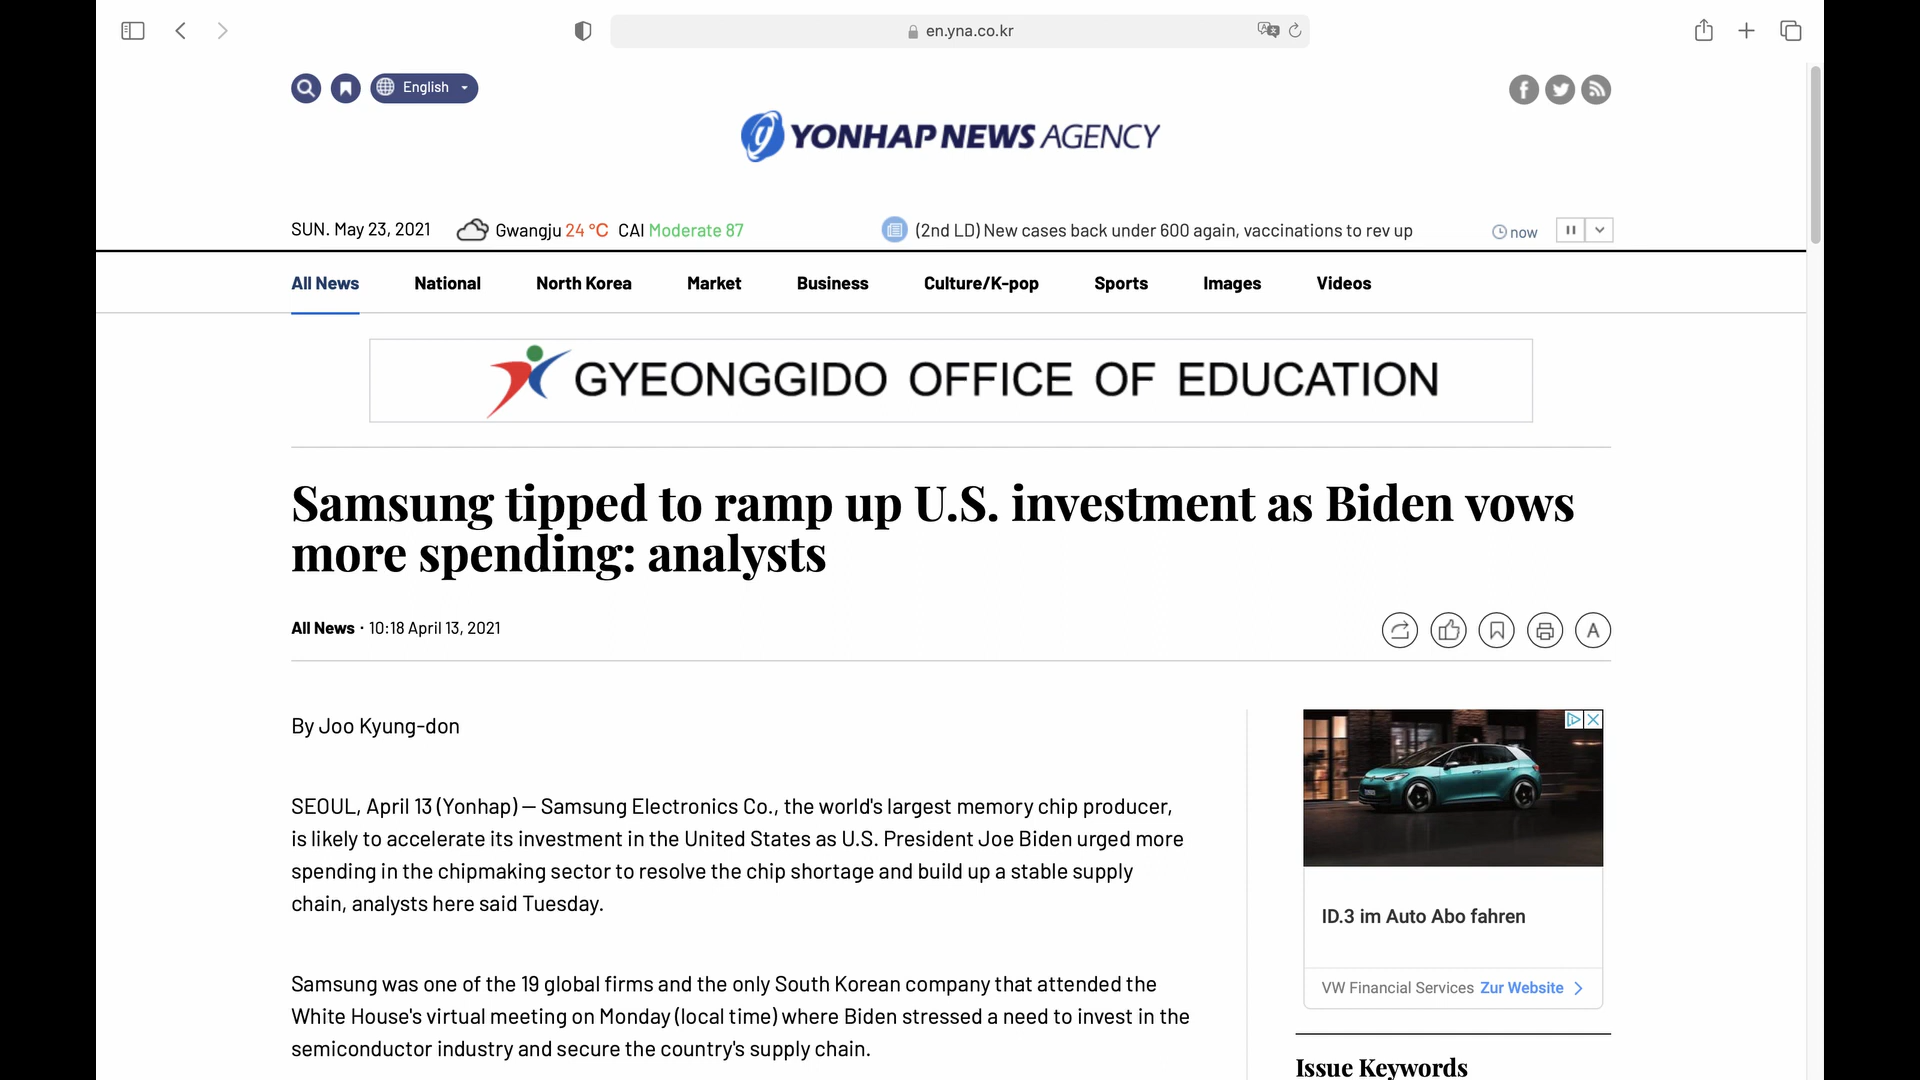 en.yna.co.kr
English
YONHAP NEWS AGENCY
SUN. May 23, 2021 Gwangju 24 ℃ CAI Moderate 87 (2nd LD) New cases back under 600 again, vaccinations to rev up now
All News National North Korea Market Business Culture/K-pop Sports Images Videos
GYEONGGIDO OFFICE OF EDUCATION
Samsung tipped to ramp up U.S. investment as Biden vows
more spending: analysts
All News · 10:18 April 13, 2021
A
By Joo Kyung-don
SEOUL, April 13 (Yonhap) — Samsung Electronics Co., the world's largest memory chip producer,
is likely to accelerate its investment in the United States as U.S. President Joe Biden urged more
spending in the chipmaking sector to resolve the chip shortage and build up a stable supply
chain, analysts here said Tuesday.
Samsung was one of the 19 global firms and the only South Korean company that attended the
White House's virtual meeting on Monday (local time) where Biden stressed a need to invest in the
semiconductor industry and secure the country's supply chain.
ID.3 im Auto Abo fahren
VW Financial Services Zur Website
Issue Keywords